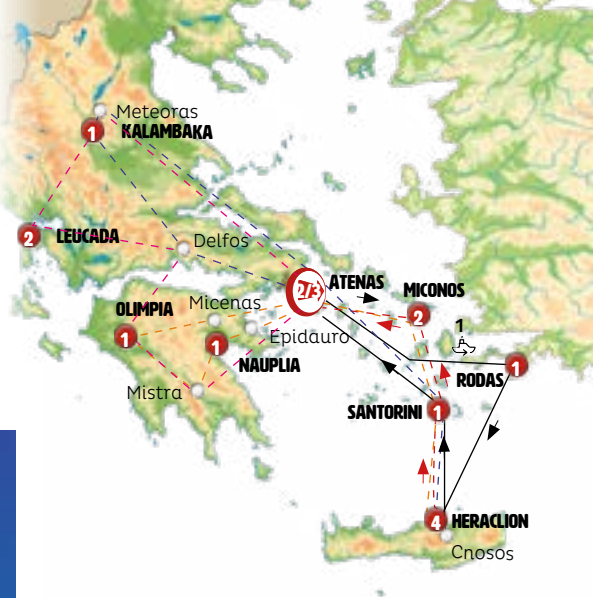 Meteoras
1
KALAMBAKA
2
LEUCADA
Delfos
2/3
ATENAS
MICONOS
2
OLIMPIA
1
Micenas
Epidauro
1
NAUPLIA
1
RODAS
1
Mistra
SANTORINI
1
4
HERACLION
Cnosos